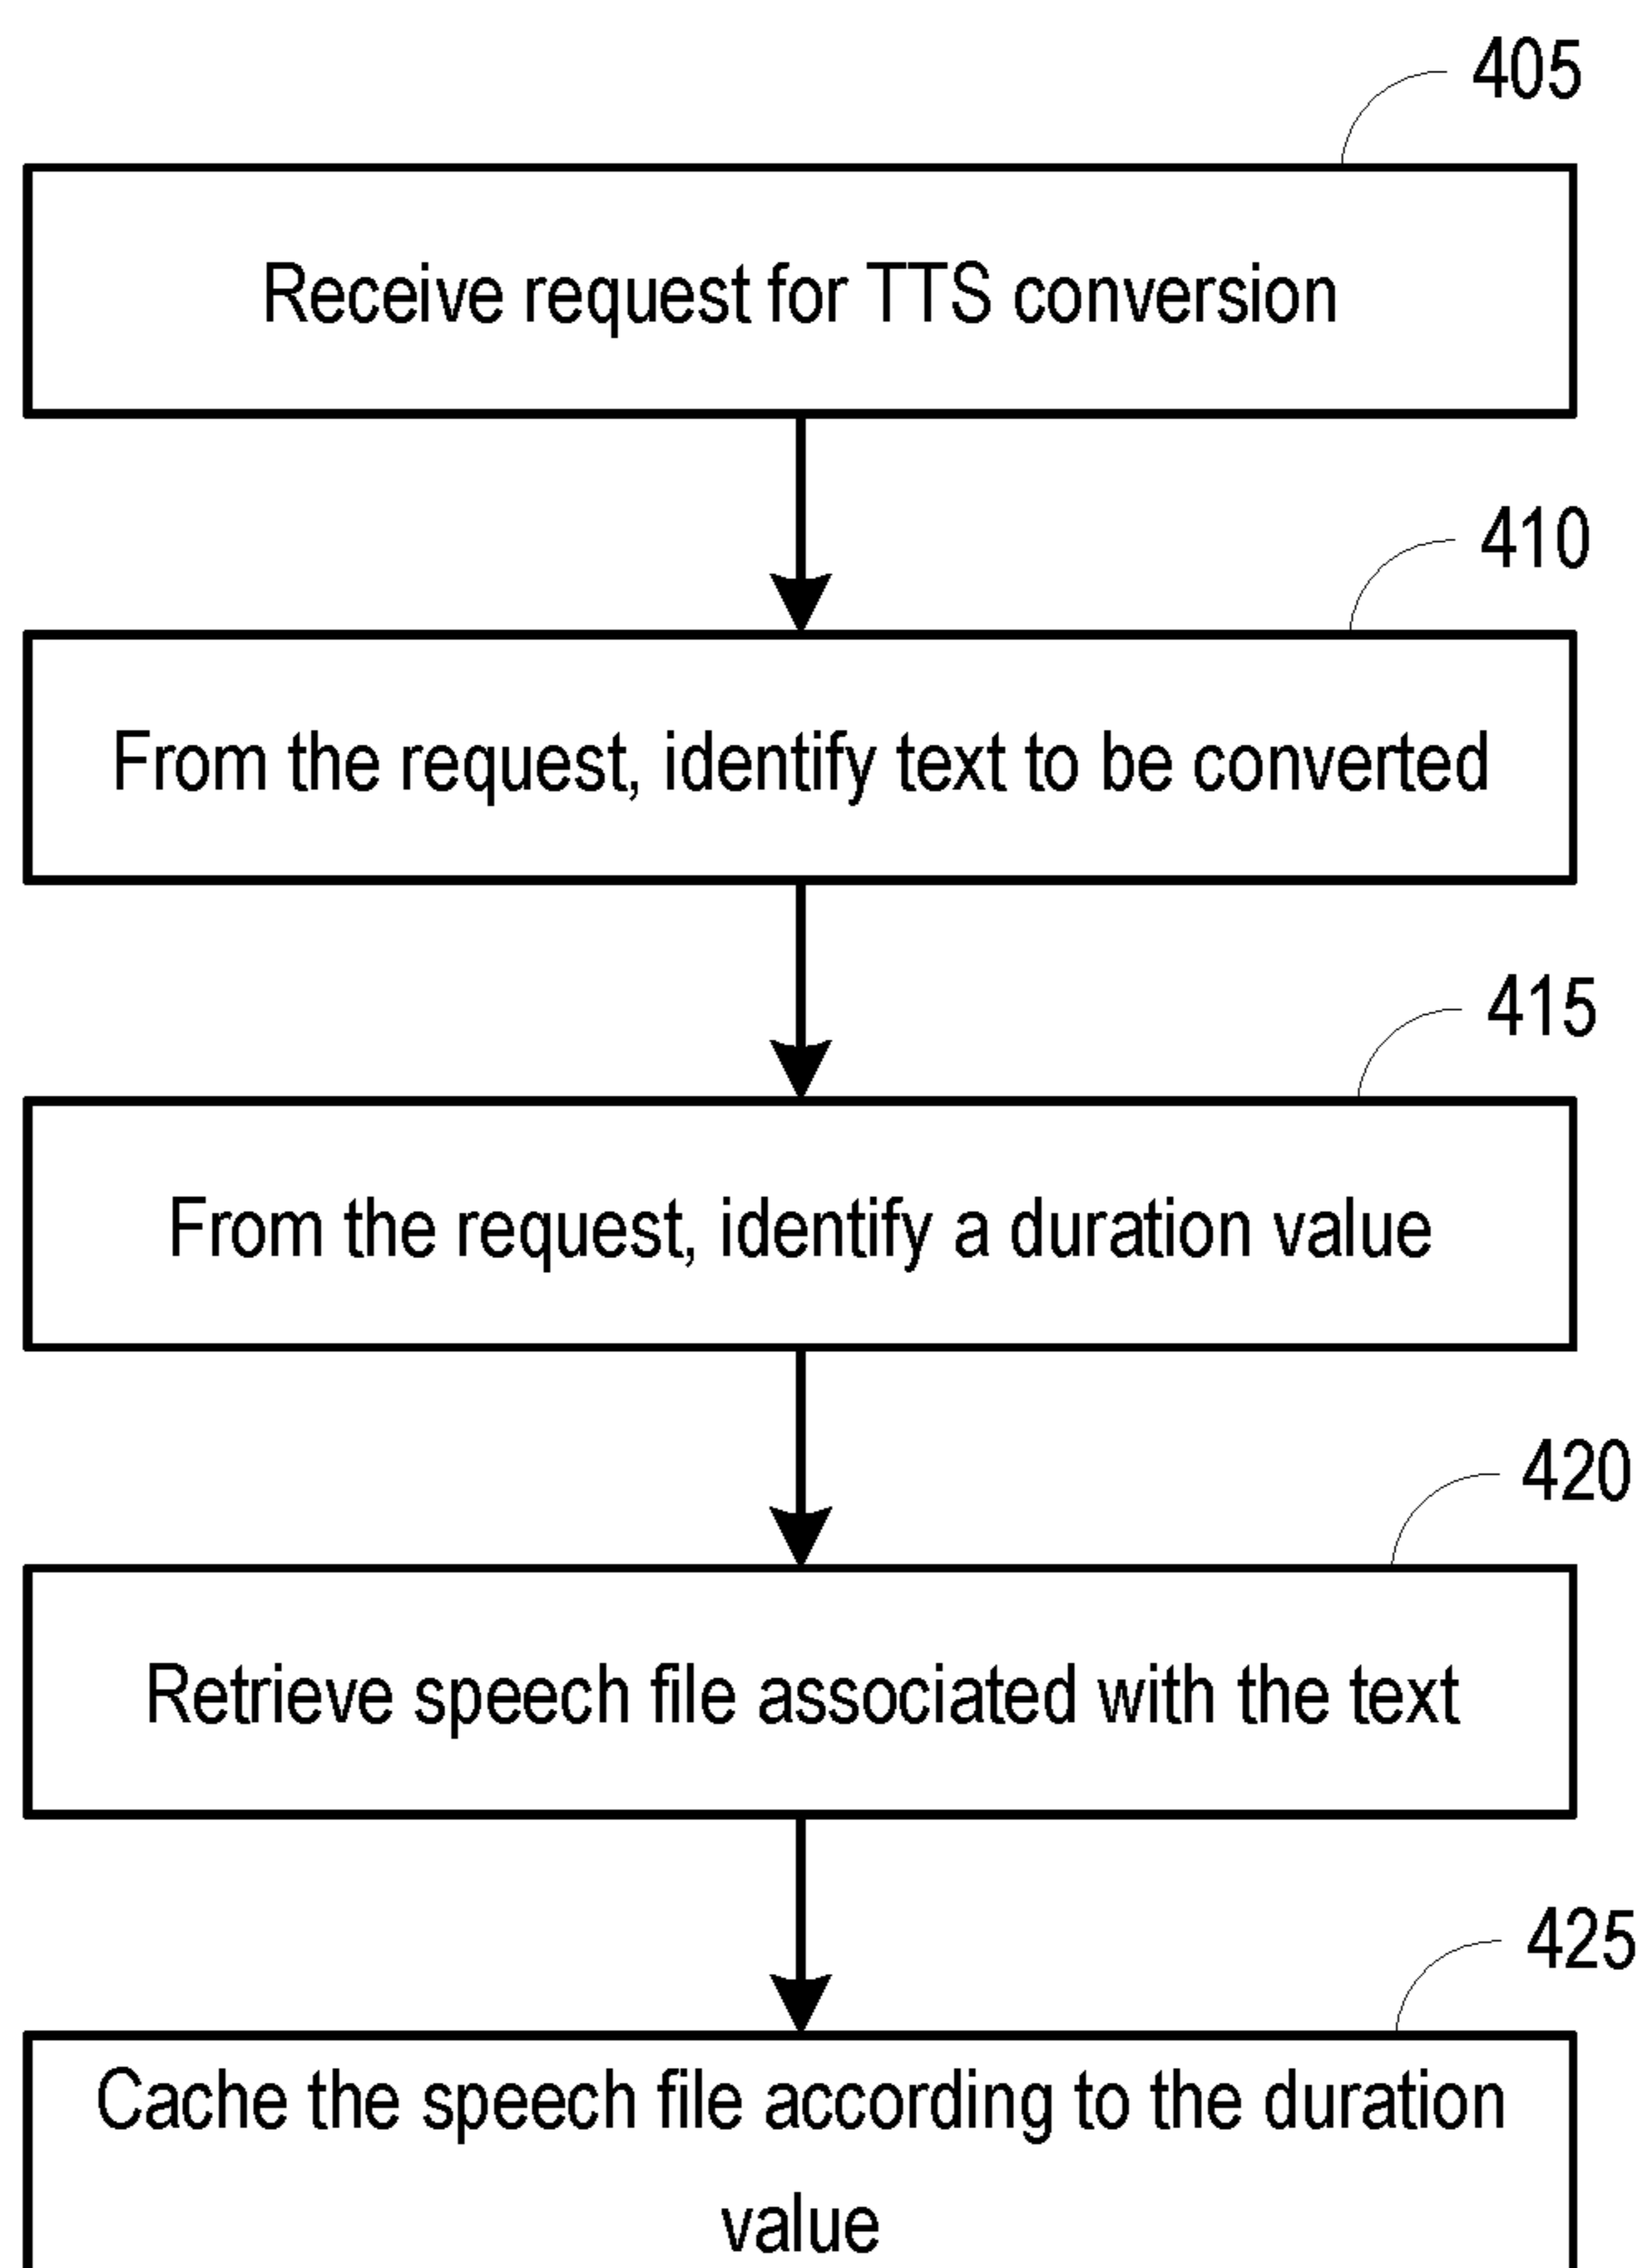 405
Receive request for TTS conversion
410
From the request, identify text to be converted
415
From the request, identify a duration value
420
Retrieve speech file associated with the text
425
Cache the speech file according to the duration
value